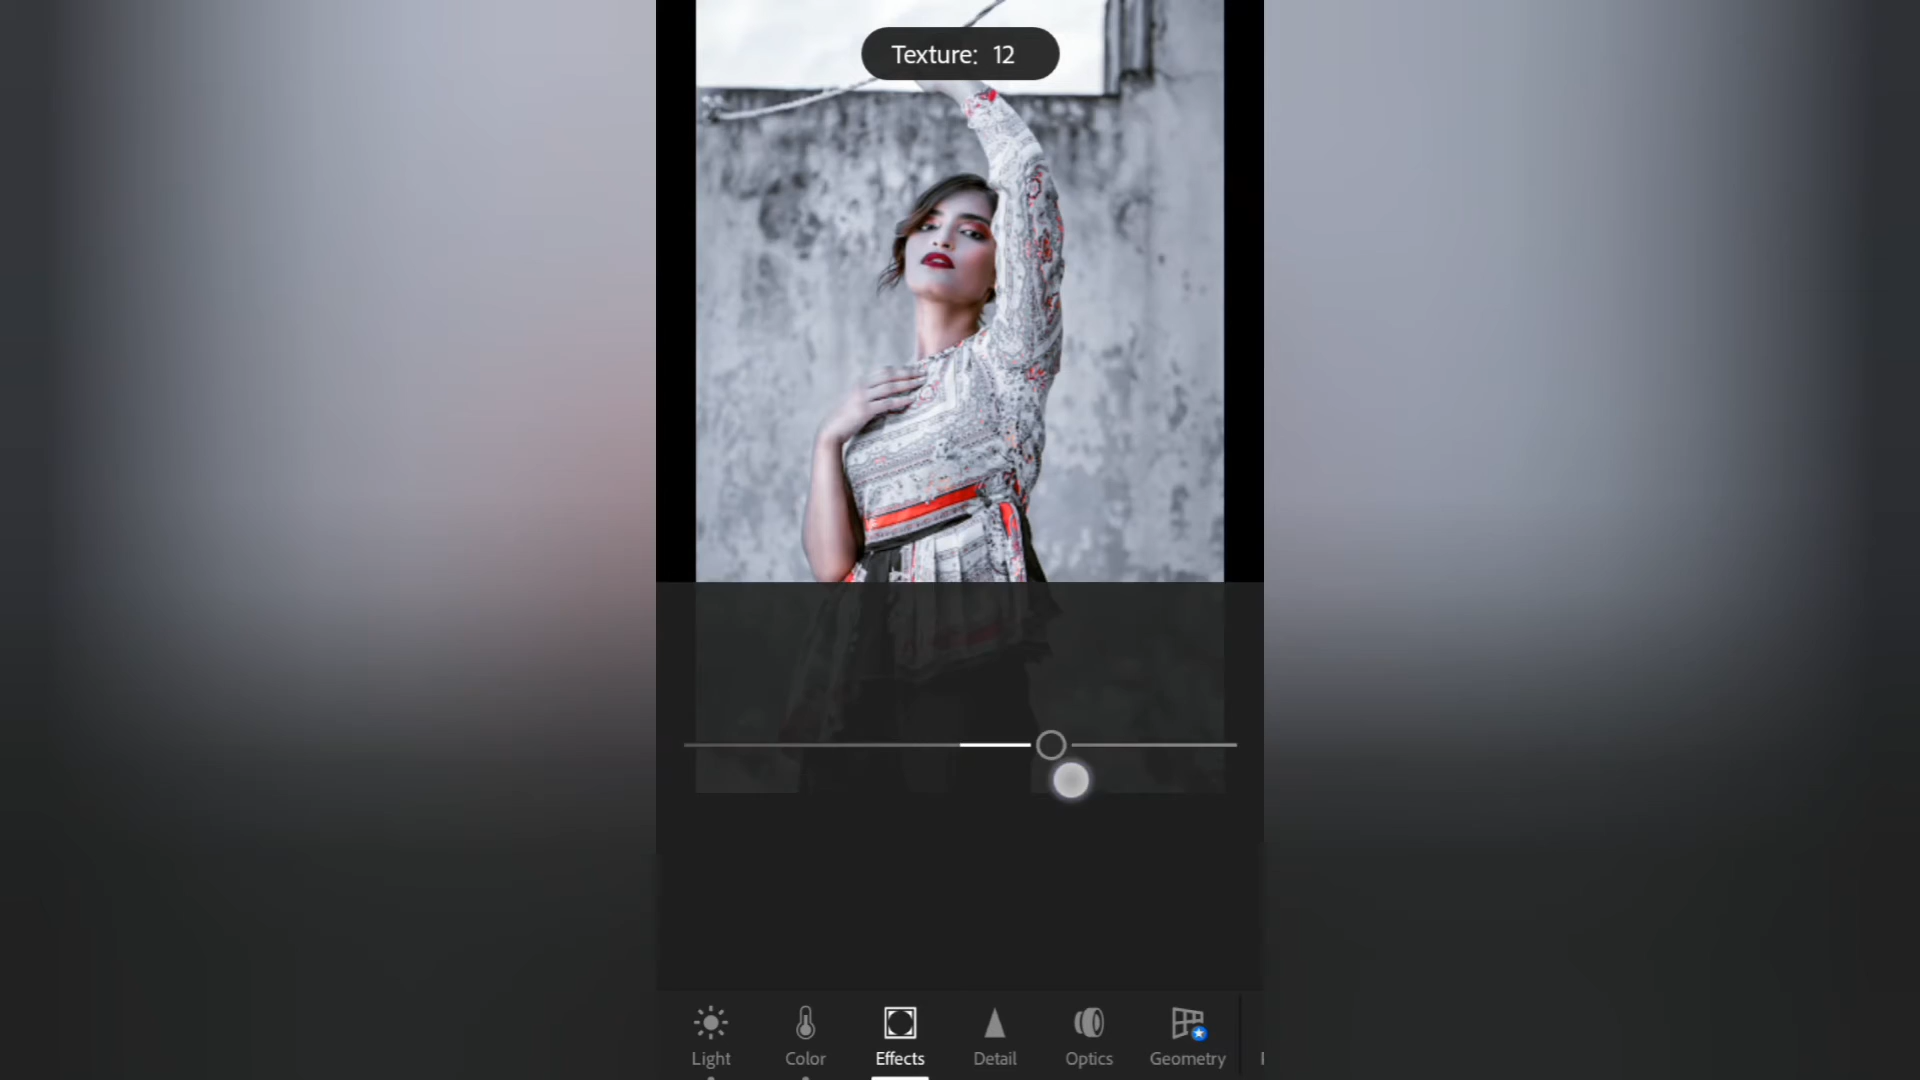 Texture: 12
Light
Color
Effects
Detail
Optics
Geometry